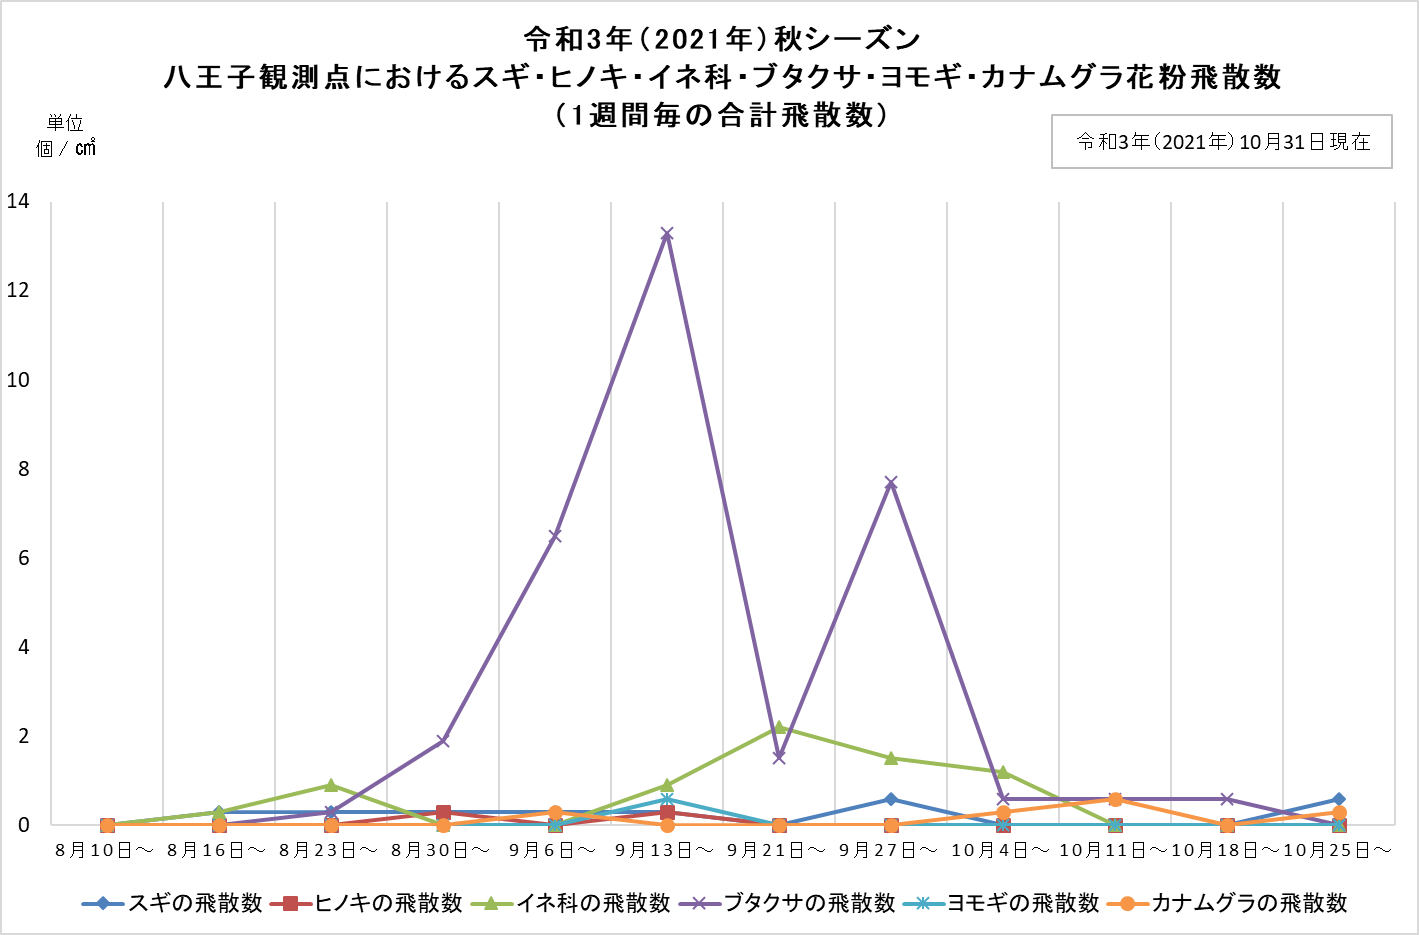 令和3年（2021年）秋シーズン
八王子観測点におけるスギ・ヒノキ・イネ科・ブタクサ・ヨモギ・カナムグラ花粉飛散数
（1週間毎の合計飛散数）
単位
個／㎠
令和3年（2021年）10月31日現在
14
12
10
8
6
4
2
0
8月10日～ 8月16日～ 8月23日～ 8月30日～ 9月6日～ 9月13日～ 9月21日～ 9月27日～ 10月4日～ 10月11日～ 10月18日～ 10月25日～
スギの飛散数 ヒノキの飛散数 イネ科の飛散数 ブタクサの飛散数 ヨモギの飛散数 カナムグラの飛散数